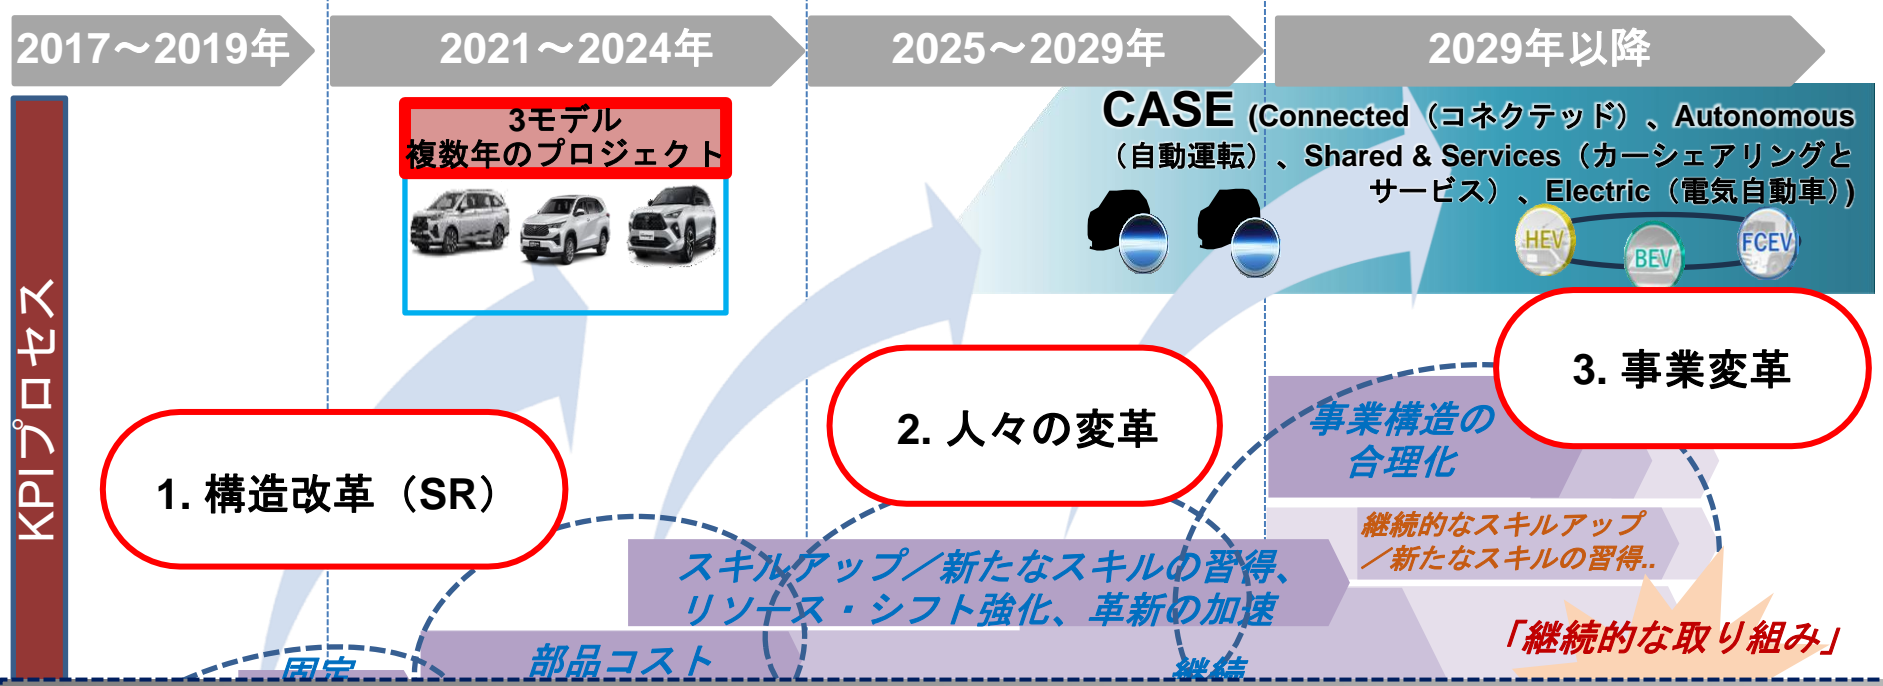 2017～2019年
2021～2024年
2025～2029年
2029年以降
KPIプロセス
3モデル
複数年のプロジェクト
CASE (Connected（コネクテッド）、Autonomous
（自動運転）、Shared & Services（カーシェアリングと
サービス）、Electric（電気自動車）)
HEV
BEV
FCEV
1. 構造改革（SR）
2. 人々の変革
3. 事業変革
事業構造の
合理化
継続的なスキルアップ
／新たなスキルの習得..
スキルアップ／新たなスキルの習得、
リソース・シフト強化、革新の加速
「継続的な取り組み」
固定
部品コスト
継続